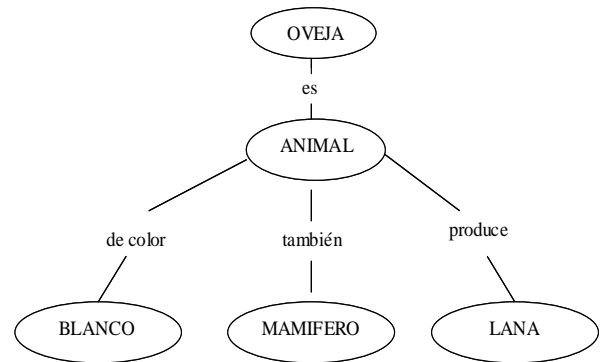 OVEJA
es
ANIMAL
de color
también
produce
BLANCO
MAMIFERO
LANA